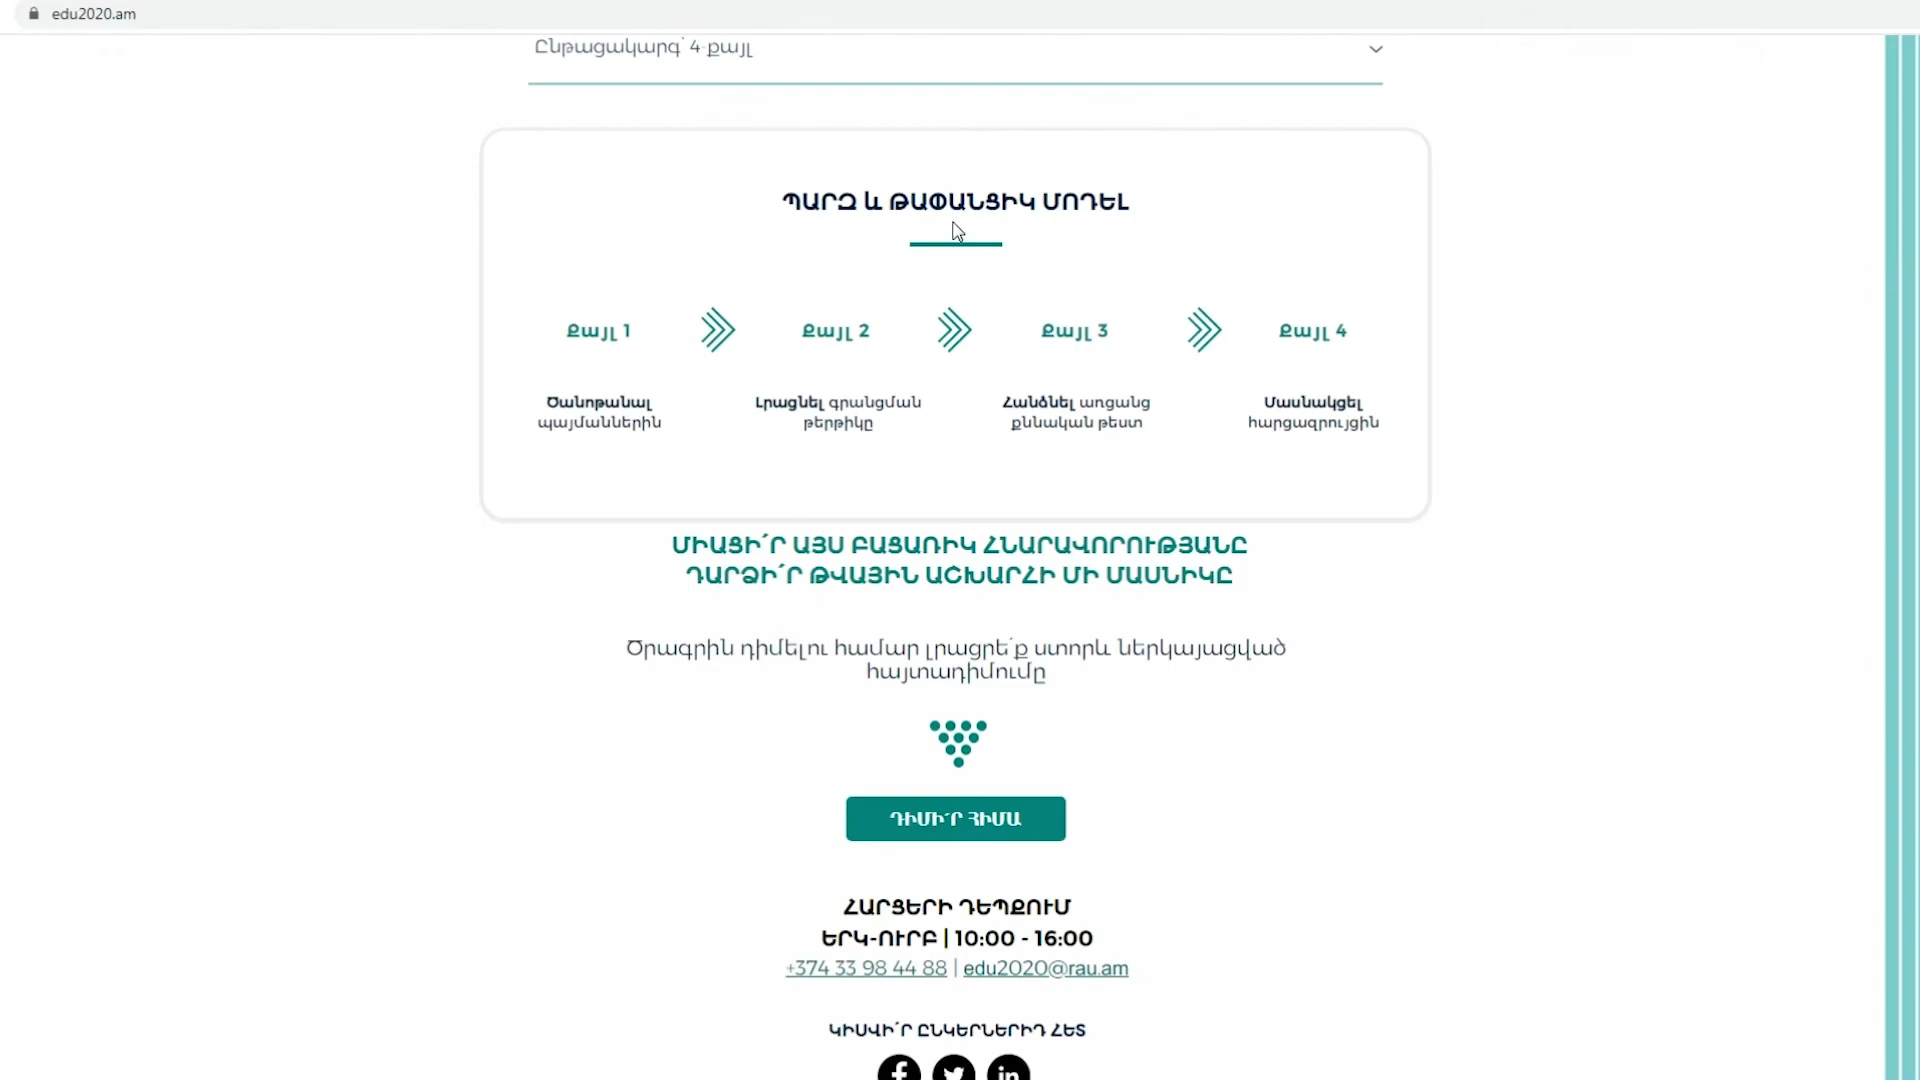 edu2020.am
Ընթացակարգ՝ 4-քայլ
ՊԱՐԶ և ԹԱՓԱՆՑԻԿ ՄՈԴԵԼ
Քայլ 1
Քայլ 2
Քայլ 3
Քայլ 4
Ծանոթանալ
պայմաններին
Լրացնել գրանցման
թերթիկը
Հանձնել առցանց
քննական թեստ
Մասնակցել
հարցազրույցին
ՄԻԱՑԻ՛Ր ԱՅՍ ԲԱՑԱՌԻԿ ՀՆԱՐԱՎՈՐՈՒԹՅԱՆԸ
ԴԱՐՁԻ՛Ր ԹՎԱՅԻՆ ԱՇԽԱՐՀԻ ՄԻ ՄԱՍՆԻԿԸ
Ծրագրին դիմելու համար լրացրե՛ք ստորև ներկայացված
հայտադիմումը
ԴԻՄԻ՛Ր ՀԻՄԱ
ՀԱՐՑԵՐԻ ԴԵՊՔՈՒՄ
ԵՐԿ-ՈՒՐԲ | 10:00 - 16:00
+374 33 98 44 88 | edu2020@rau.am
ԿԻՍՎԻ՛Ր ԸՆԿԵՐՆԵՐԻԴ ՀԵՏ